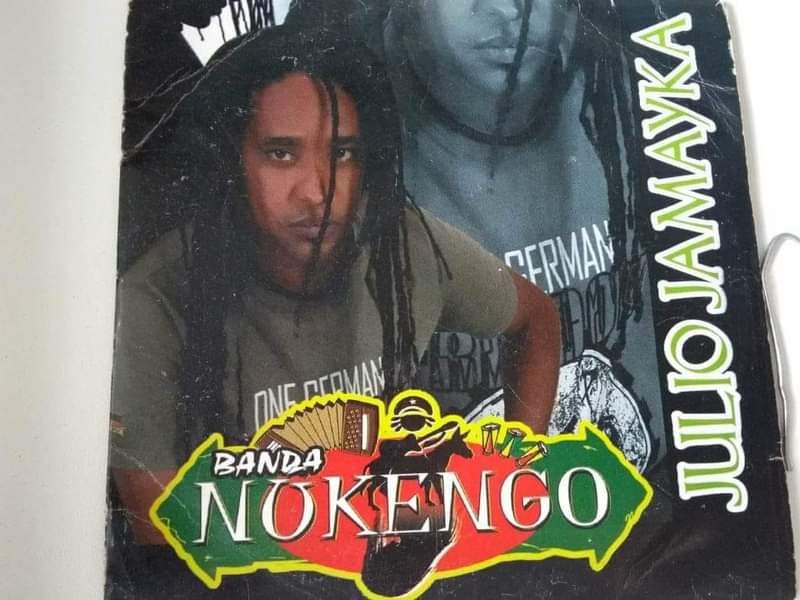 JULIO JAMAYKA
GERMAN
ONE GERMAN
BANDA
NOKENGO